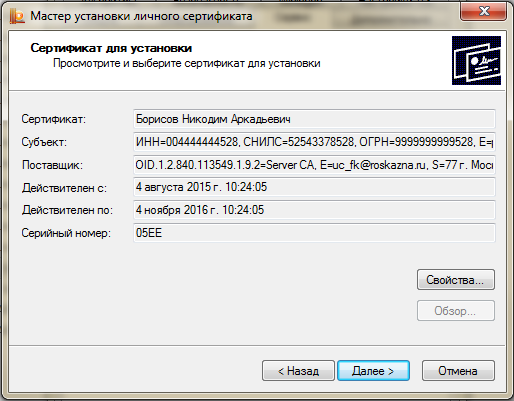 Мастер установки личного сертификата
Сертификат для установки
Просмотрите и выберите сертификат для установки
Сертификат: Борисов Никодим Аркадьевич
Субъект: ИНН=004444444528, СНИЛС=52543378528, ОГРН=9999999999528, E=
Поставщик: OID.1.2.840.113549.1.9.2=Server CA, E=uc_fk@roskazna.ru, S=77 г. Мос
Действителен с: 4 августа 2015 г. 10:24:05
Действителен по: 4 ноября 2016 г. 10:24:05
Серийный номер: 05EE
Свойства...
Обзор...
< Назад Далее > Отмена